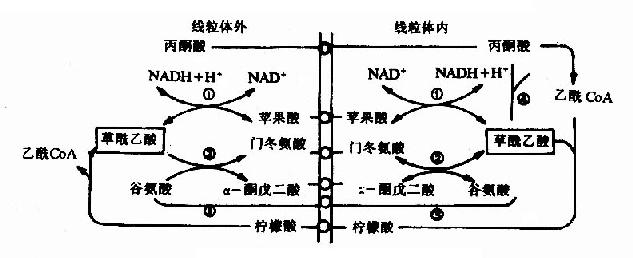 线粒体外 线粒体内
丙酮酸 丙酮酸
NADH+H⁺ NAD⁺ NAD⁺ NADH+H⁺
① ① 乙酰CoA
苹果酸 苹果酸
草酰乙酸 草酰乙酸
乙酰CoA ② 门冬氨酸 门冬氨酸 ②
谷氨酸 α-酮戊二酸 -酮戊二酸 谷氨酸
③
柠檬酸 柠檬酸